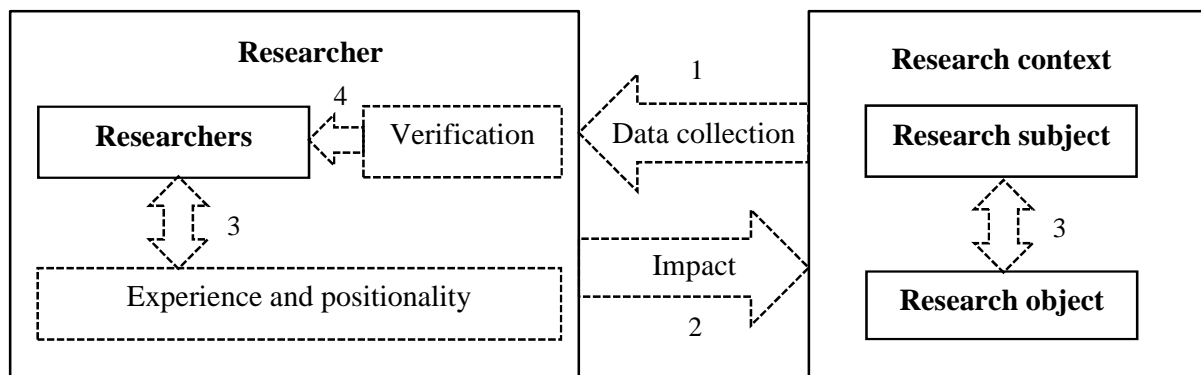 Researcher
Researchers
4
Verification
3
Experience and positionality
1
Data collection
Impact
2
Research context
Research subject
3
Research object